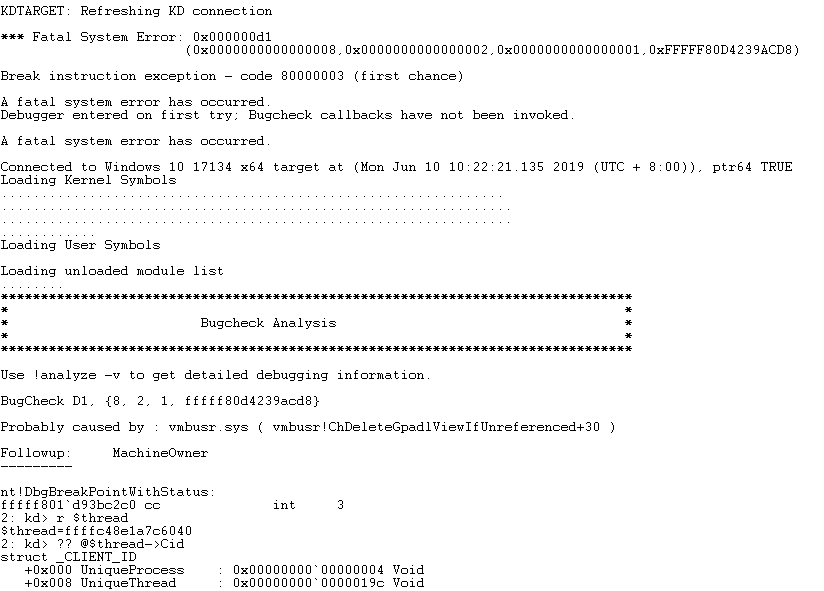 KDTARGET: Refreshing KD connection
*** Fatal System Error: 0x000000d1
(0x0000000000000008,0x0000000000000002,0x0000000000000001,0xFFFFF80D4239ACD8)
Break instruction exception - code 80000003 (first chance)
A fatal system error has occurred.
Debugger entered on first try; Bugcheck callbacks have not been invoked.
A fatal system error has occurred.
Connected to Windows 10 17134 x64 target at (Mon Jun 10 10:22:21.135 2019 (UTC + 8:00)), ptr64 TRUE
Loading Kernel Symbols
...............................................................
................................................................
................................................................
............
Loading User Symbols
Loading unloaded module list
........
*******************************************************************************
*                                                                             *
*                        Bugcheck Analysis                                    *
*                                                                             *
*******************************************************************************
Use !analyze -v to get detailed debugging information.
BugCheck D1, {8, 2, 1, fffff80d4239acd8}
Probably caused by : vmbusr.sys ( vmbusr!ChDeleteGpadlViewIfUnreferenced+30 )
Followup:     MachineOwner
---------
nt!DbgBreakPointWithStatus:
fffff801`d93bc2c0 cc              int     3
2: kd> r $thread
$thread=ffffc48e1a7c6040
2: kd> ?? @$thread->Cid
struct _CLIENT_ID
   +0x000 UniqueProcess    : 0x00000000`00000004 Void
   +0x008 UniqueThread     : 0x00000000`0000019c Void